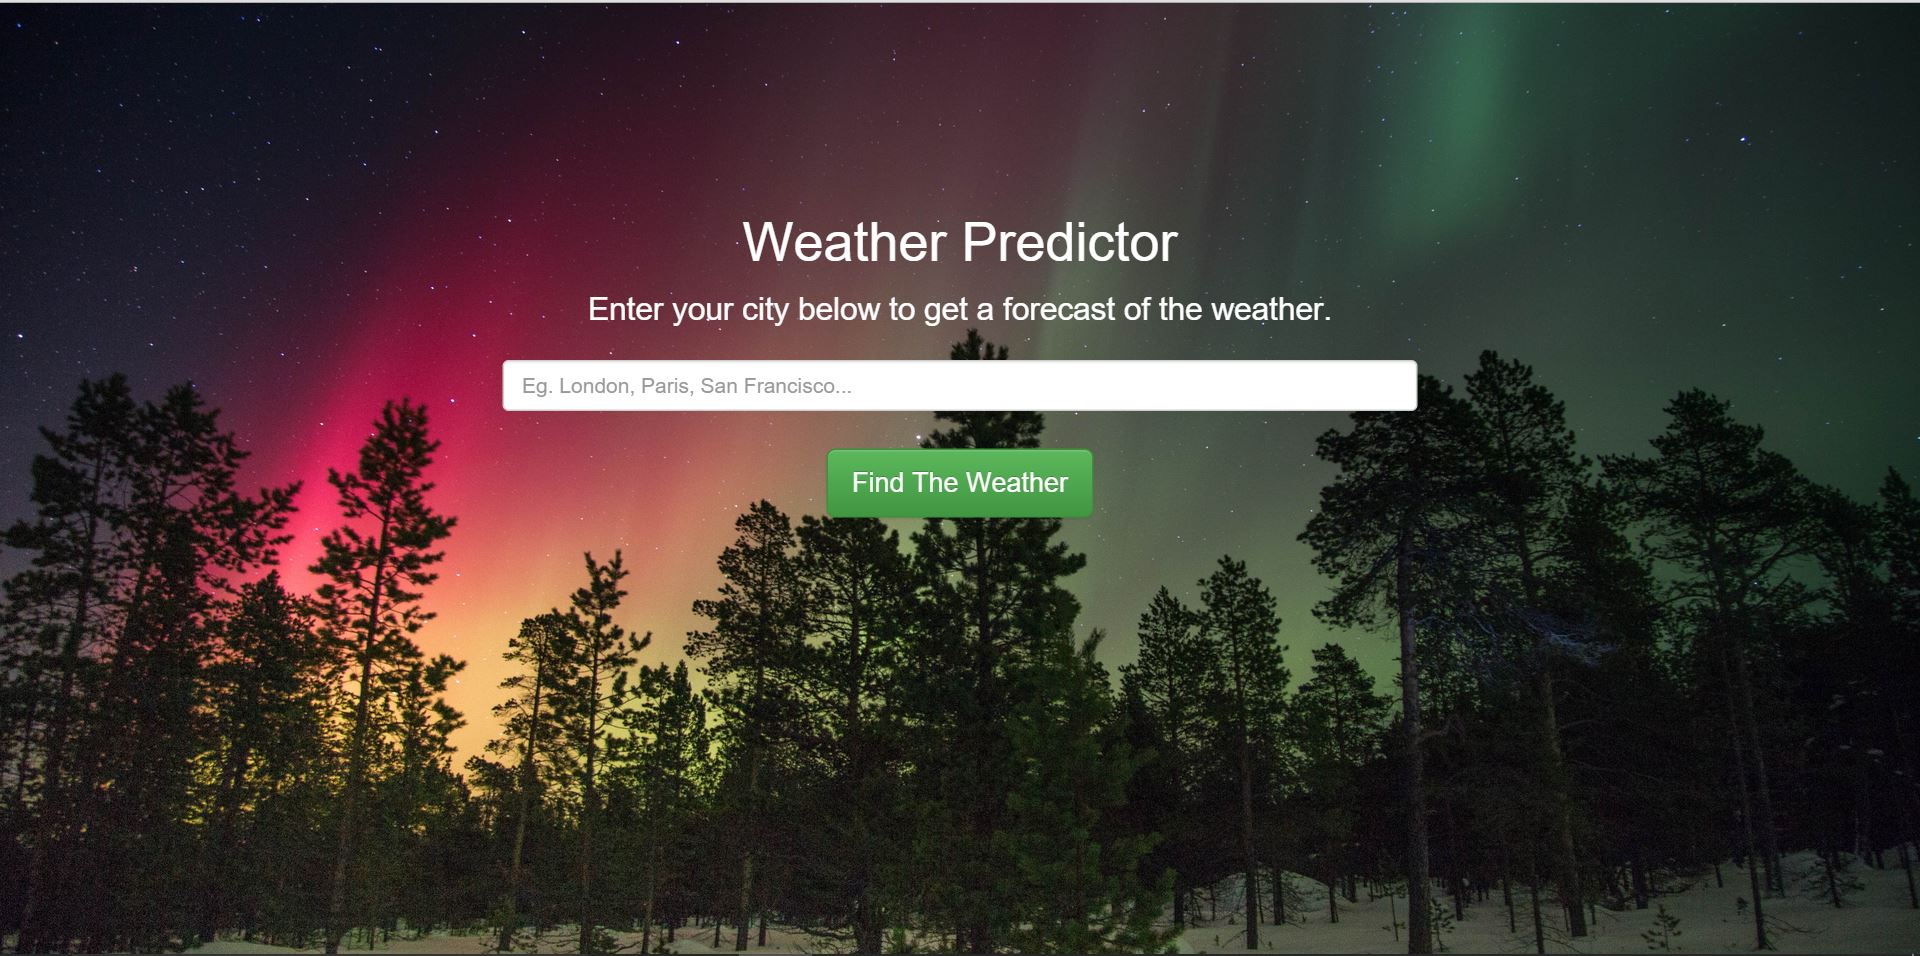 Weather Predictor
Enter your city below to get a forecast of the weather.
Eg. London, Paris, San Francisco...
Find The Weather